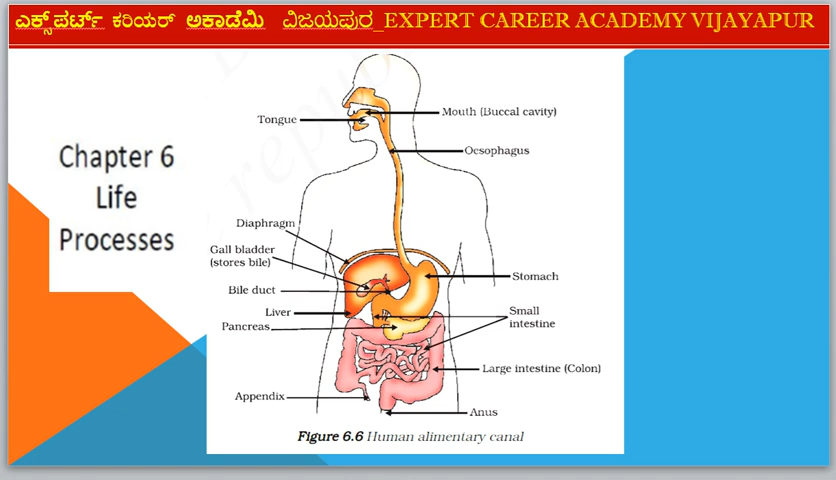 ಎಕ್ಸ್‌ಪರ್ಟ್ ಕರಿಯರ್ ಅಕಾಡೆಮಿ ವಿಜಯಪುರ_EXPERT CAREER ACADEMY VIJAYAPUR
Chapter 6
Life
Processes
Mouth (Buccal cavity)
Tongue
Oesophagus
Diaphragm
Gall bladder
(stores bile)
Stomach
Bile duct
Liver
Small
intestine
Pancreas
Large intestine (Colon)
Appendix
Anus
Figure 6.6 Human alimentary canal